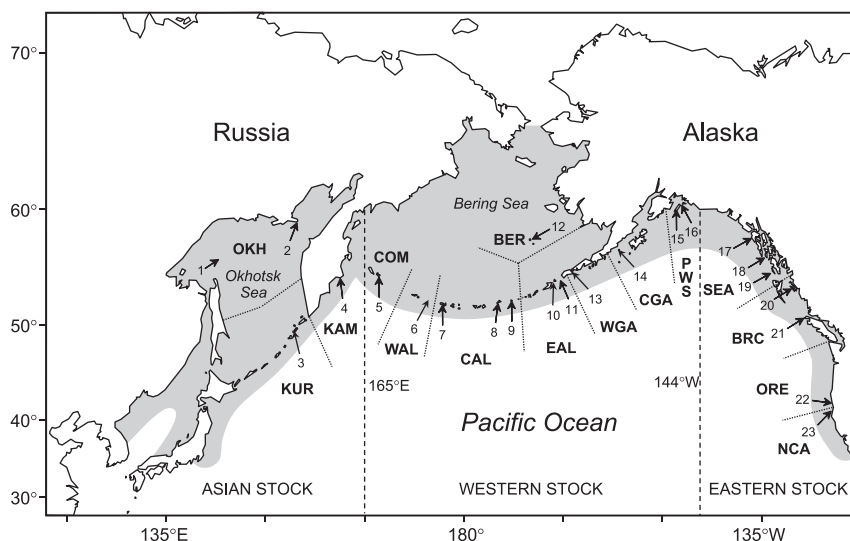 70°
60°
50°
40°
30°
135°E
180°
135°W
Russia
Alaska
Bering Sea
BER
12
OKH
Okhotsk
Sea
1
2
3
4
KAM
KUR
COM
5
6
WAL
7
CAL
8
9
10
11
EAL
13
WGA
14
CGA
15
16
P
W
S
17
18
19
20
SEA
21
BRC
ORE
22
23
NCA
165°E
144°W
Pacific Ocean
ASIAN STOCK
WESTERN STOCK
EASTERN STOCK